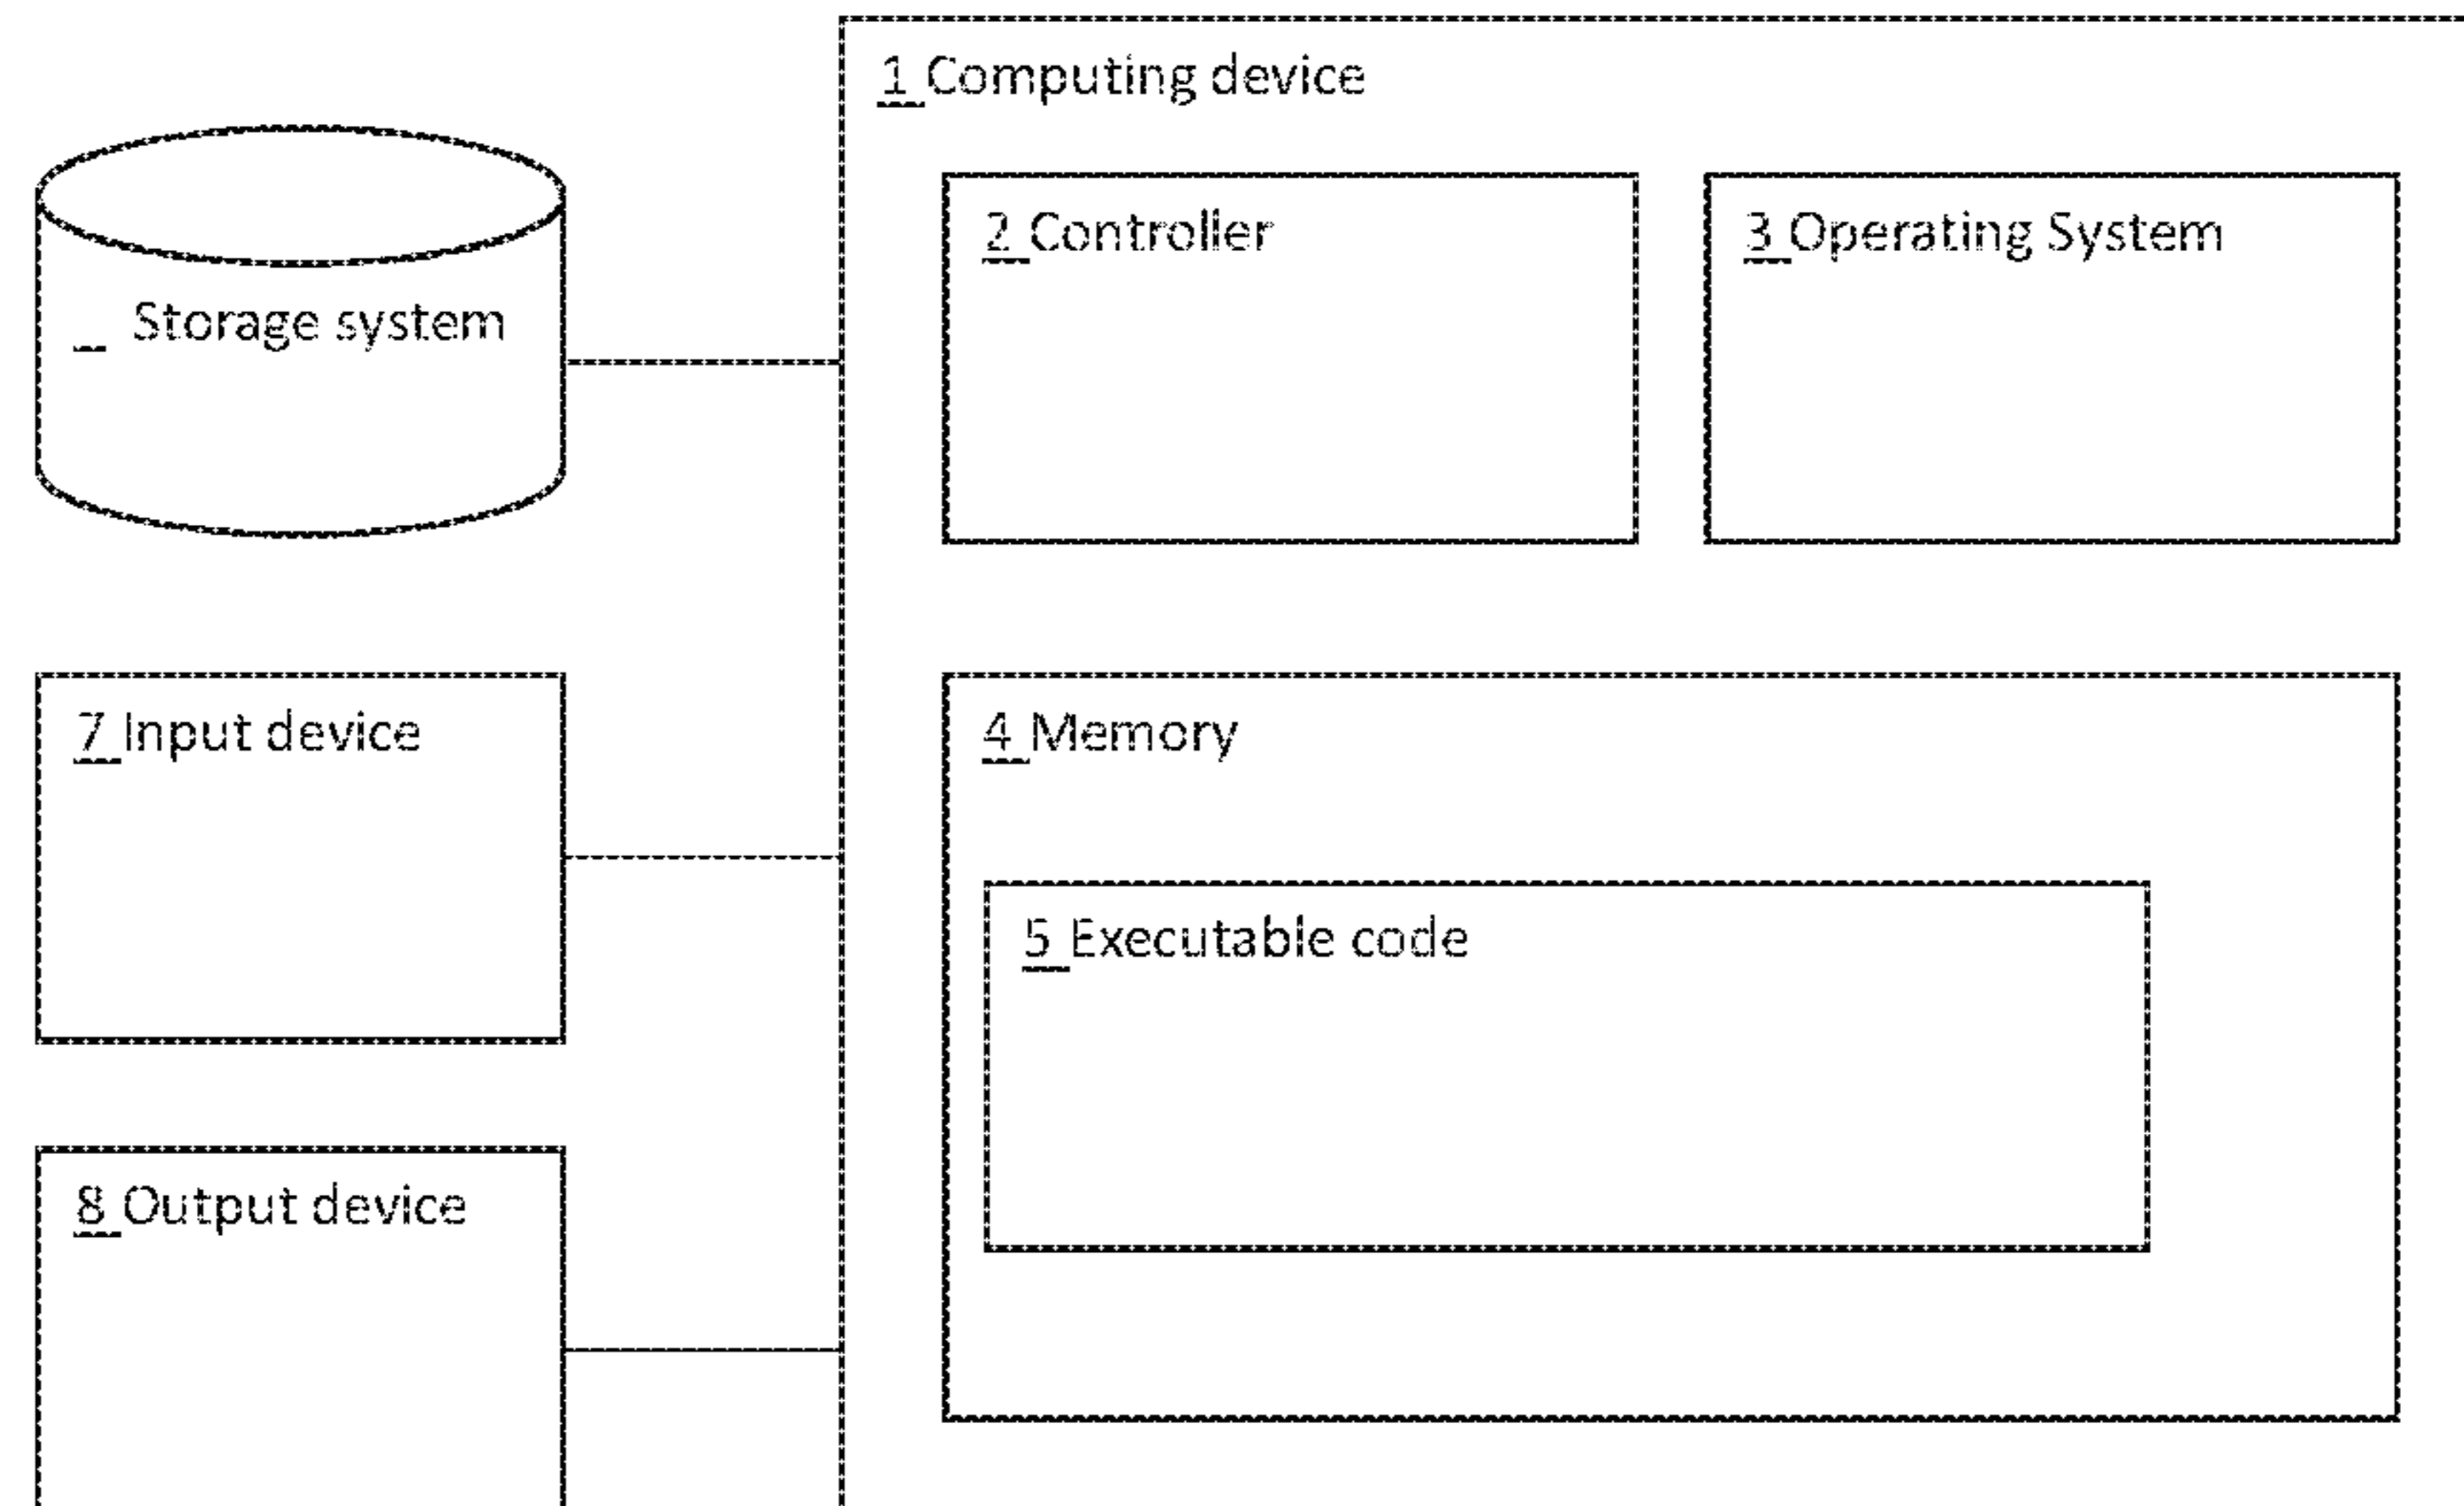 1 Computing device
2 Controller
3 Operating System
Storage system
7 Input device
4 Memory
5 Executable code
8 Output device